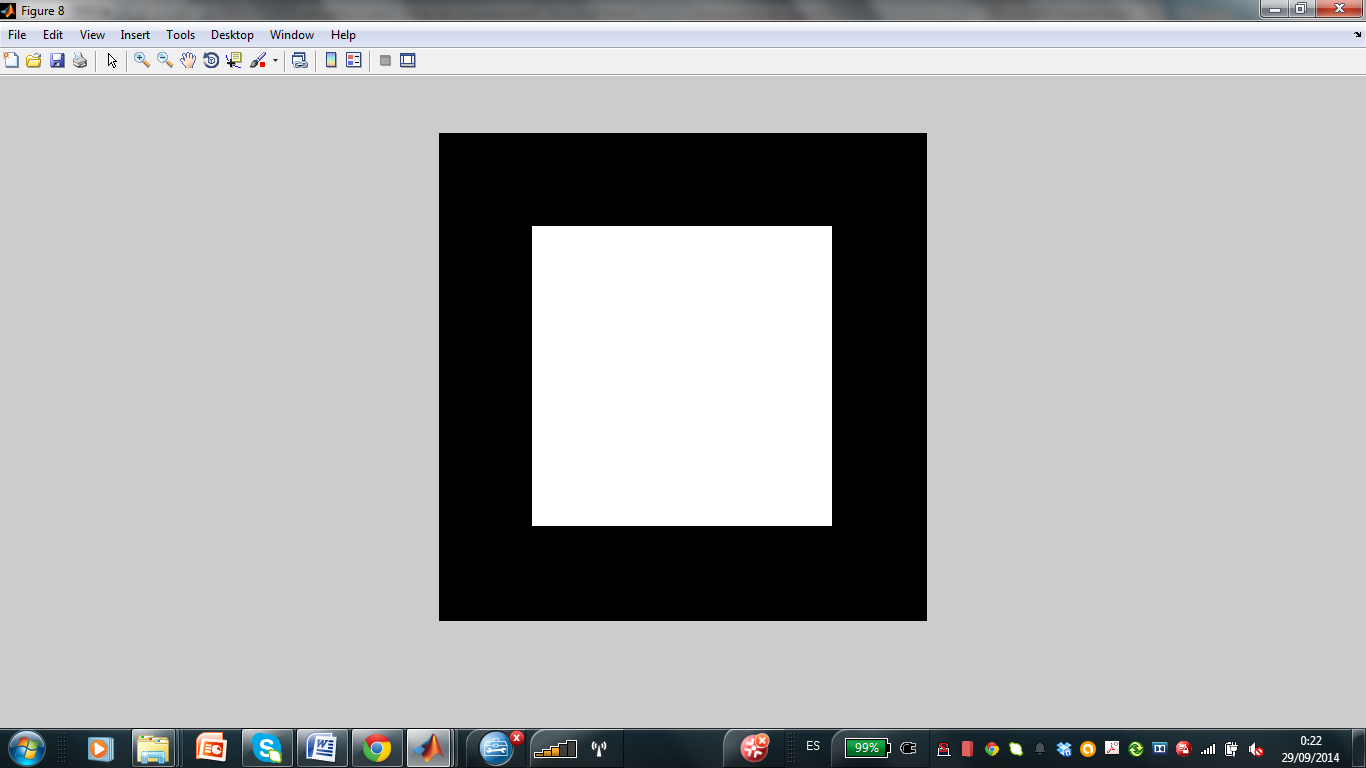 Figure 8
File Edit View Insert Tools Desktop Window Help
ES 99% 0:22
29/09/2014